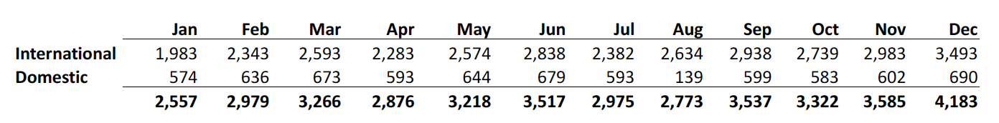 Jan Feb Mar Apr May Jun Jul Aug Sep Oct Nov Dec
International 1,983 2,343 2,593 2,283 2,574 2,838 2,382 2,634 2,938 2,739 2,983 3,493
Domestic 574 636 673 593 644 679 593 139 599 583 602 690
2,557 2,979 3,266 2,876 3,218 3,517 2,975 2,773 3,537 3,322 3,585 4,183